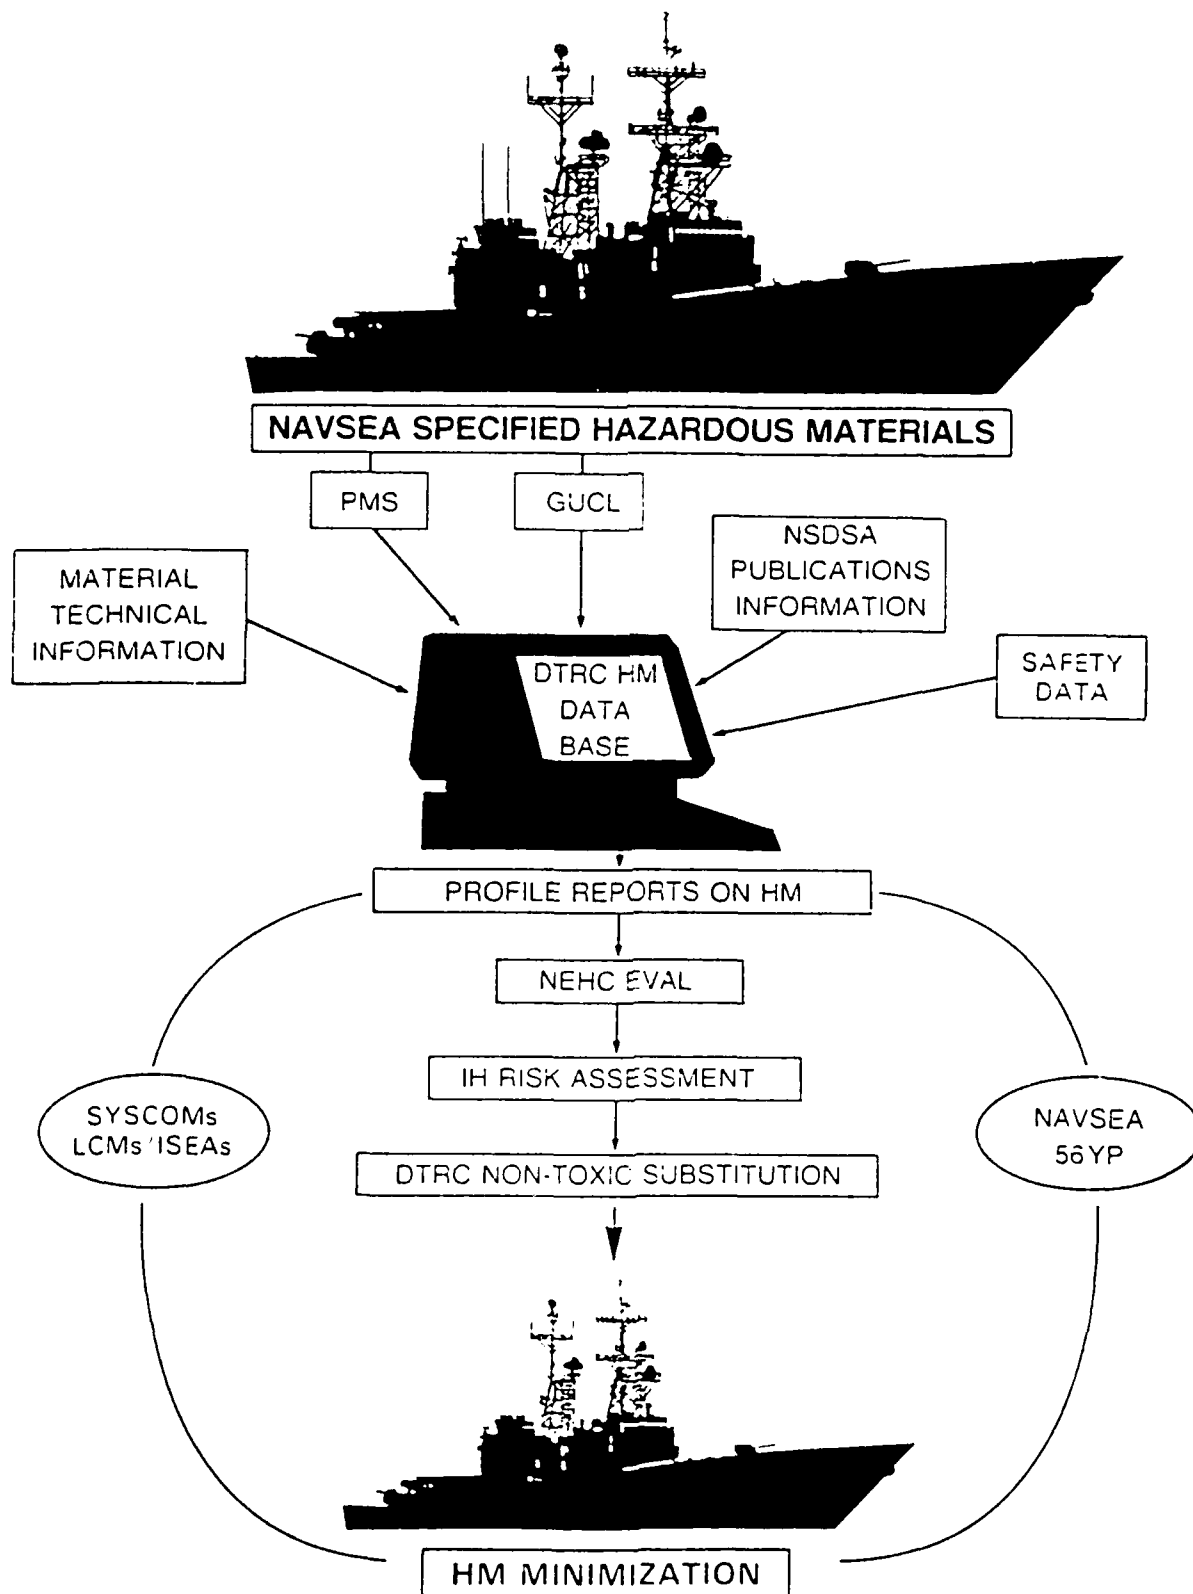 NAVSEA SPECIFIED HAZARDOUS MATERIALS
PMS
GUCL
NSDSA
PUBLICATIONS
INFORMATION
MATERIAL
TECHNICAL
INFORMATION
SAFETY
DATA
DTRC HM
DATA
BASE
PROFILE REPORTS ON HM
NEHC EVAL
IH RISK ASSESSMENT
SYSCOMs
LCMs/ISEAs
NAVSEA
56YP
DTRC NON-TOXIC SUBSTITUTION
HM MINIMIZATION